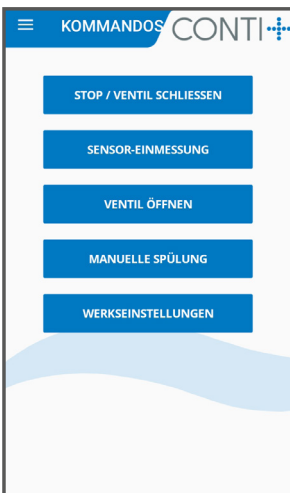 KOMMANDOS CONTI+
STOP / VENTIL SCHLIESSEN
SENSOR-EINMESSUNG
VENTIL ÖFFNEN
MANUELLE SPÜLUNG
WERKSEINSTELLUNGEN